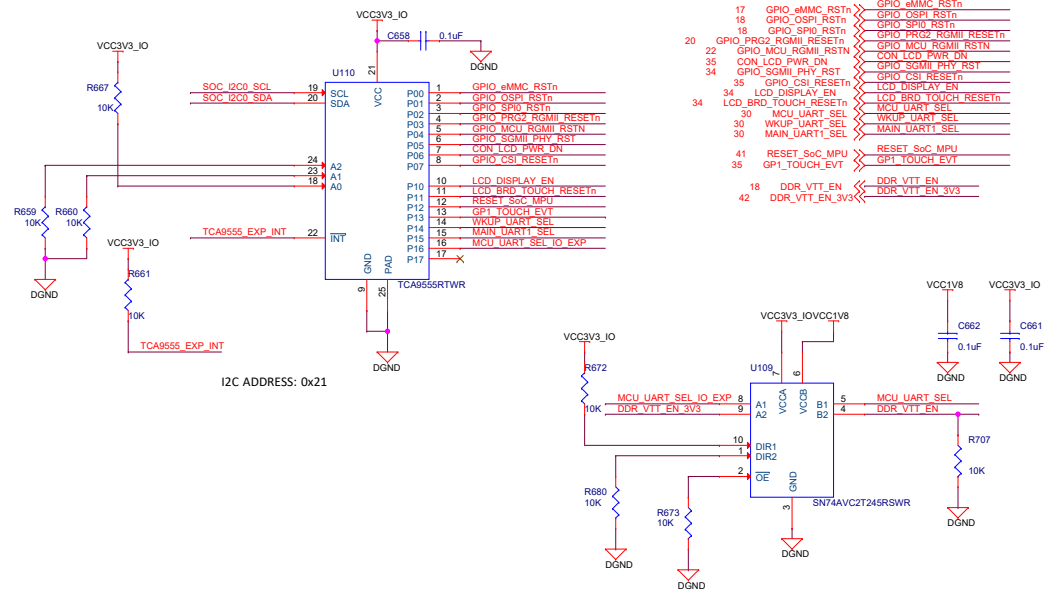 VCC3V3_IO
C658
0.1uF
DGND
VCC3V3_IO
R667
10K
U110
21
VCC
SOC_I2C0_SCL
19
SCL
SOC_I2C0_SDA
20
SDA
24
A2
23
A1
18
A0
TCA9555_EXP_INT
22
INT
P00
1
GPIO_eMMC_RSTn
P01
2
GPIO_OSPI_RSTn
P02
3
GPIO_SPI0_RSTn
P03
4
GPIO_PRG2_RGMII_RESETn
P04
5
GPIO_MCU_RGMII_RSTN
P05
6
GPIO_SGMII_PHY_RST
P06
7
CON_LCD_PWR_DN
P07
8
GPIO_CSI_RESETn
P10
10
LCD_DISPLAY_EN
P11
11
LCD_BRD_TOUCH_RESETn
P12
12
RESET_SoC_MPU
P13
13
GP1_TOUCH_EVT
P14
14
WKUP_UART_SEL
P15
15
MAIN_UART1_SEL
P16
16
MCU_UART_SEL_IO_EXP
P17
17
GND
PAD
9
25
TCA9555RTWR
DGND
R659
10K
R660
10K
DGND
VCC3V3_IO
R661
10K
TCA9555_EXP_INT
I2C ADDRESS: 0x21
17 GPIO_eMMC_RSTn GPIO_eMMC_RSTn
18 GPIO_OSPI_RSTn GPIO_OSPI_RSTn
18 GPIO_SPI0_RSTn GPIO_SPI0_RSTn
20 GPIO_PRG2_RGMII_RESETn GPIO_PRG2_RGMII_RESETn
22 GPIO_MCU_RGMII_RSTN GPIO_MCU_RGMII_RSTN
35 CON_LCD_PWR_DN CON_LCD_PWR_DN
34 GPIO_SGMII_PHY_RST GPIO_SGMII_PHY_RST
35 GPIO_CSI_RESETn GPIO_CSI_RESETn
34 LCD_DISPLAY_EN LCD_DISPLAY_EN
34 LCD_BRD_TOUCH_RESETn LCD_BRD_TOUCH_RESETn
30 MCU_UART_SEL MCU_UART_SEL
30 WKUP_UART_SEL WKUP_UART_SEL
30 MAIN_UART1_SEL MAIN_UART1_SEL
41 RESET_SoC_MPU RESET_SoC_MPU
35 GP1_TOUCH_EVT GP1_TOUCH_EVT
18 DDR_VTT_EN DDR_VTT_EN
42 DDR_VTT_EN_3V3 DDR_VTT_EN_3V3
VCC1V8
C662
0.1uF
DGND
VCC3V3_IO
C661
0.1uF
DGND
VCC3V3_IO
VCC1V8
VCC3V3_IO
R672
10K
U109
7
6
VCCA
VCCB
MCU_UART_SEL_IO_EXP
8
A1
DDR_VTT_EN_3V3
9
A2
B1
5
MCU_UART_SEL
B2
4
DDR_VTT_EN
10
DIR1
1
DIR2
2
OE
GND
3
SN74AVC2T245RSWR
DGND
R680
10K
DGND
R673
10K
DGND
R707
10K
DGND